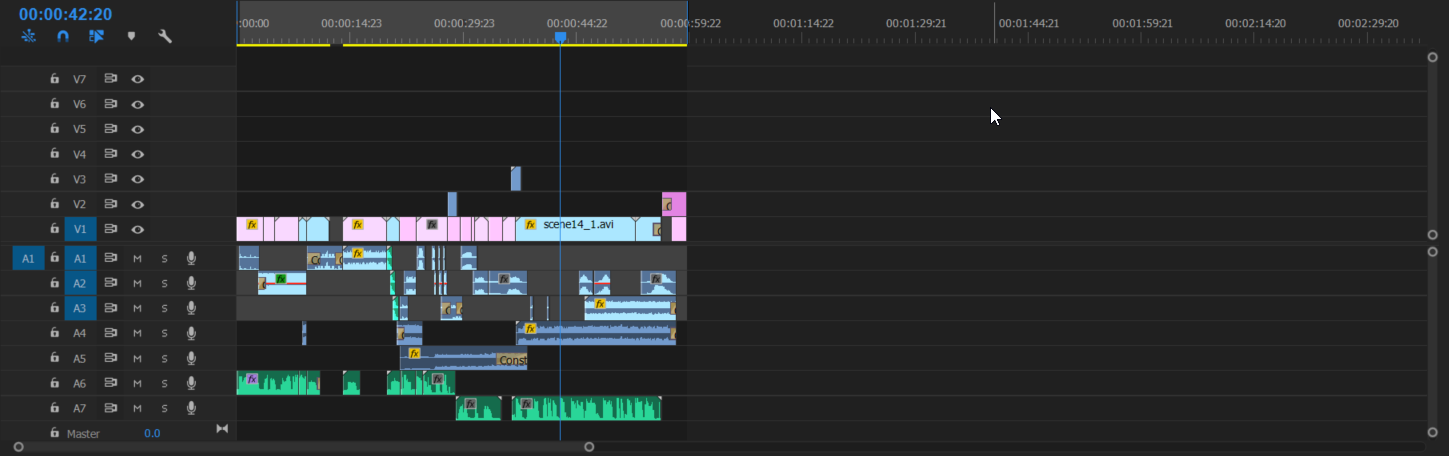 00:00:42:20
:00:00 00:00:14:23 00:00:29:23 00:00:44:22 00:00:59:22 00:01:14:22 00:01:29:21 00:01:44:21 00:01:59:21 00:02:14:20 00:02:29:20
V7
V6
V5
V4
V3
V2
V1 fx fx fx fx scene14_1.avi
A1 A1 M S Co fx
A2 M S fx fx fx
A3 M S fx
A4 M S fx
A5 M S fx Const
A6 M S fx fx
A7 M S fx fx
Master 0.0